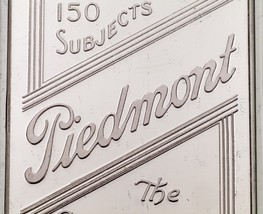 150
SUBJECTS
Piedmont
The